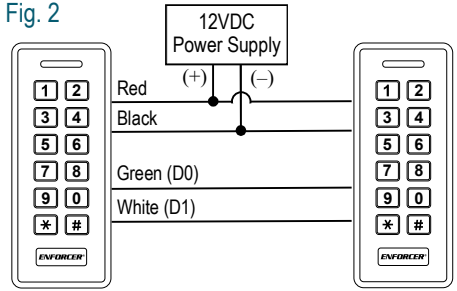 Fig. 2
12VDC
Power Supply
(+) (–)
Red
Black
Green (D0)
White (D1)
1 2
3 4
5 6
7 8
9 0
* #
ENFORCER®
1 2
3 4
5 6
7 8
9 0
* #
ENFORCER®